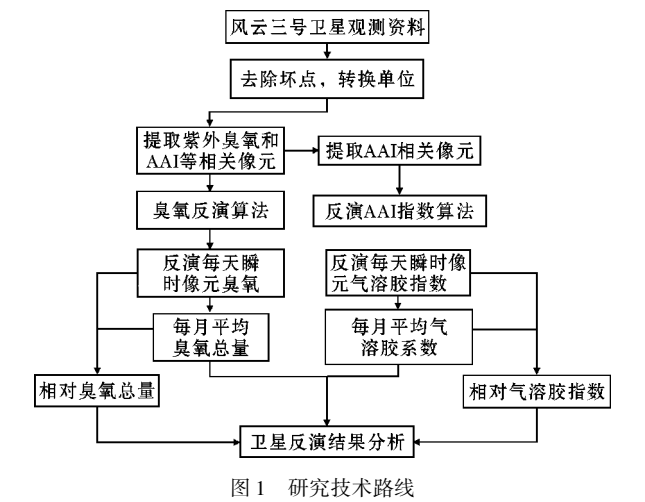 风云三号卫星观测资料
去除坏点，转换单位
提取紫外臭氧和
AAI等相关像元
提取AAI相关像元
臭氧反演算法
反演AAI指数算法
反演每天瞬
时像元臭氧
反演每天瞬时像
元气溶胶指数
每月平均
臭氧总量
每月平均气
溶胶系数
相对臭氧总量
相对气溶胶指数
卫星反演结果分析
图1 研究技术路线